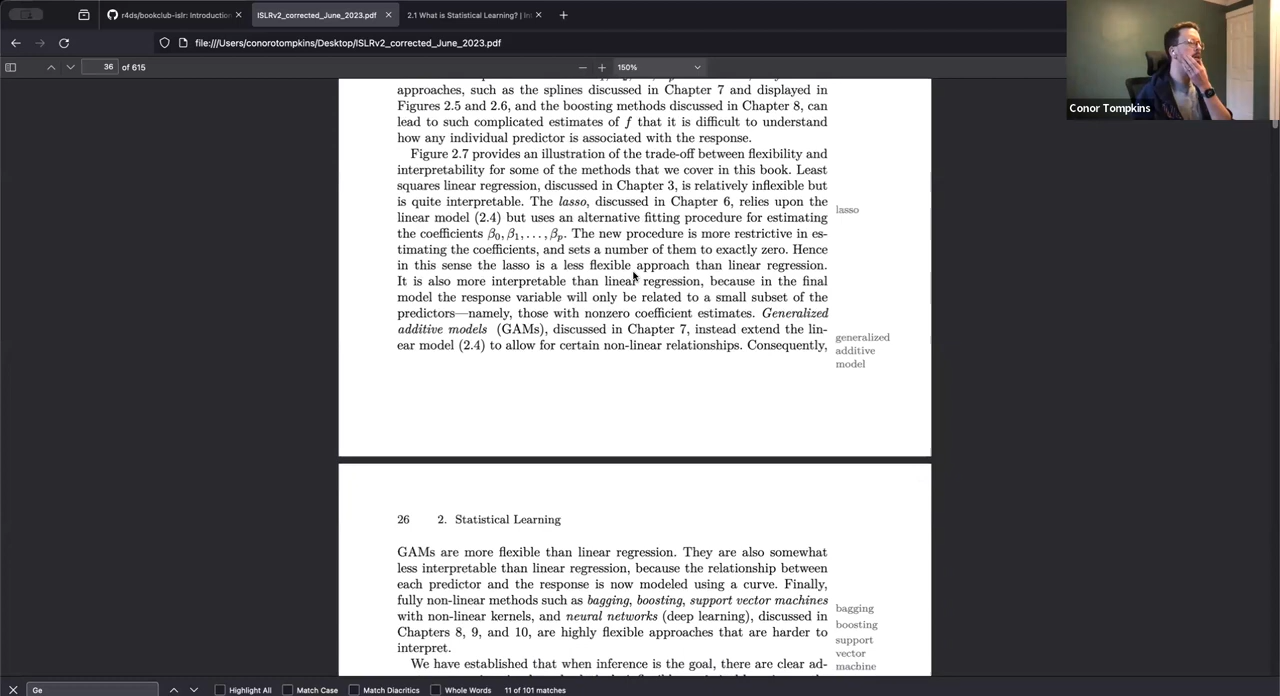 r4ds/bookclub-islr: Introduction
ISLRv2_corrected_June_2023.pdf
2.1 What is Statistical Learning? | In
file:///Users/conorotompkins/Desktop/ISLRv2_corrected_June_2023.pdf
36 of 615
150%
Conor Tompkins
approaches, such as the splines discussed in Chapter 7 and displayed in
Figures 2.5 and 2.6, and the boosting methods discussed in Chapter 8, can
lead to such complicated estimates of f that it is difficult to understand
how any individual predictor is associated with the response.
Figure 2.7 provides an illustration of the trade-off between flexibility and
interpretability for some of the methods that we cover in this book. Least
squares linear regression, discussed in Chapter 3, is relatively inflexible but
is quite interpretable. The lasso, discussed in Chapter 6, relies upon the
lasso
linear model (2.4) but uses an alternative fitting procedure for estimating
the coefficients β₀, β₁, . . . , βₚ. The new procedure is more restrictive in es-
timating the coefficients, and sets a number of them to exactly zero. Hence
in this sense the lasso is a less flexible approach than linear regression.
It is also more interpretable than linear regression, because in the final
model the response variable will only be related to a small subset of the
predictors—namely, those with nonzero coefficient estimates. Generalized
additive models (GAMs), discussed in Chapter 7, instead extend the lin-
ear model (2.4) to allow for certain non-linear relationships. Consequently,
generalized
additive
model
26 2. Statistical Learning
GAMs are more flexible than linear regression. They are also somewhat
less interpretable than linear regression, because the relationship between
each predictor and the response is now modeled using a curve. Finally,
fully non-linear methods such as bagging, boosting, support vector machines
with non-linear kernels, and neural networks (deep learning), discussed in
Chapters 8, 9, and 10, are highly flexible approaches that are harder to
interpret.
We have established that when inference is the goal, there are clear ad-
bagging
boosting
support
vector
machine
Ge
Highlight All
Match Case
Match Diacritics
Whole Words
11 of 101 matches